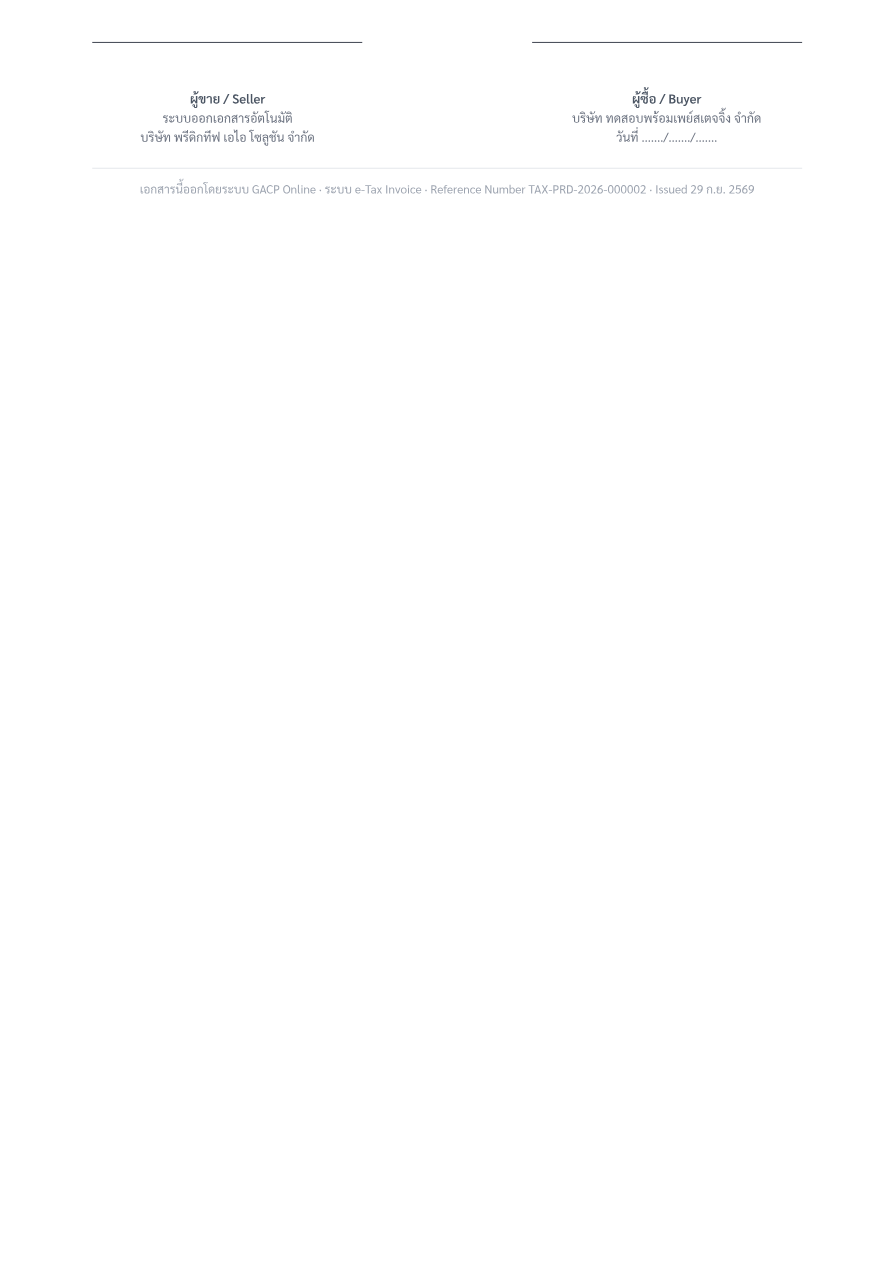 ผู้ขาย / Seller
ระบบออกเอกสารอัตโนมัติ
บริษัท พรีดิกทีฟ เอไอ โซลูชัน จำกัด
ผู้ซื้อ / Buyer
บริษัท ทดสอบพร้อมเพย์สเตจจิ้ง จำกัด
วันที่ ......./......./.......
เอกสารนี้ออกโดยระบบ GACP Online · ระบบ e-Tax Invoice · Reference Number TAX-PRD-2026-000002 · Issued 29 ก.ย. 2569